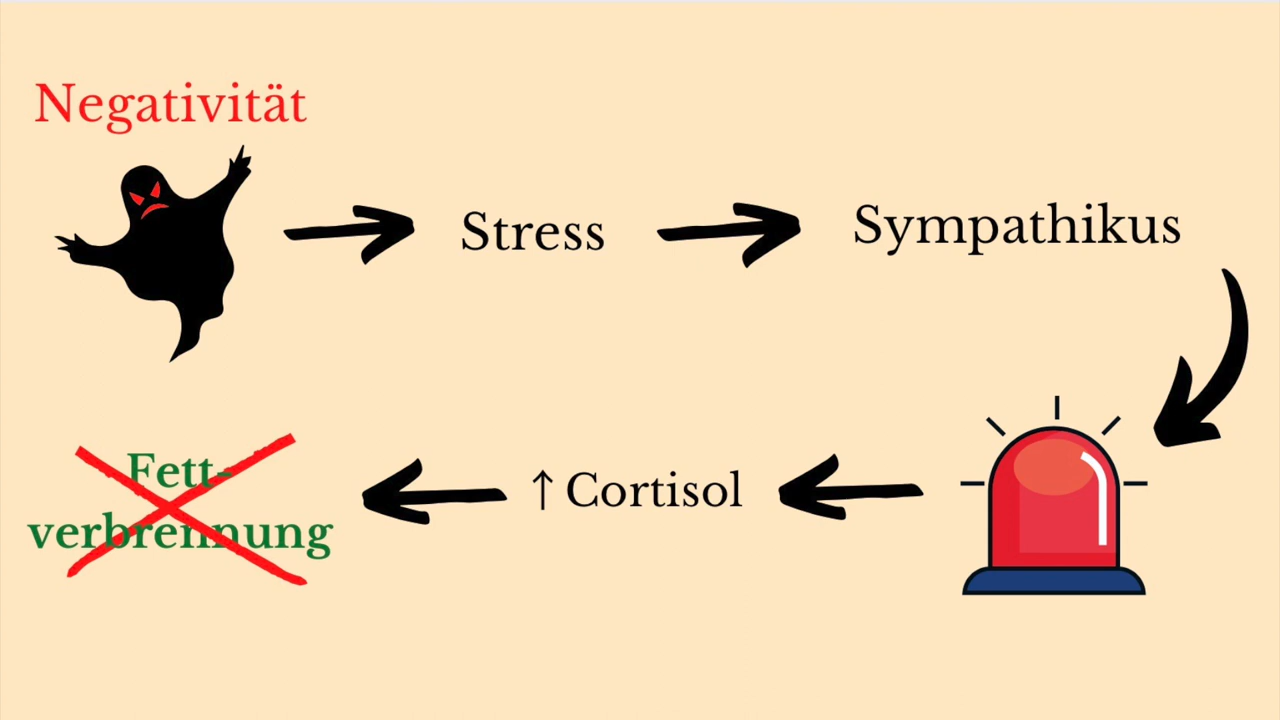 Negativität
Stress
Sympathikus
↑ Cortisol
Fett-
verbrennung